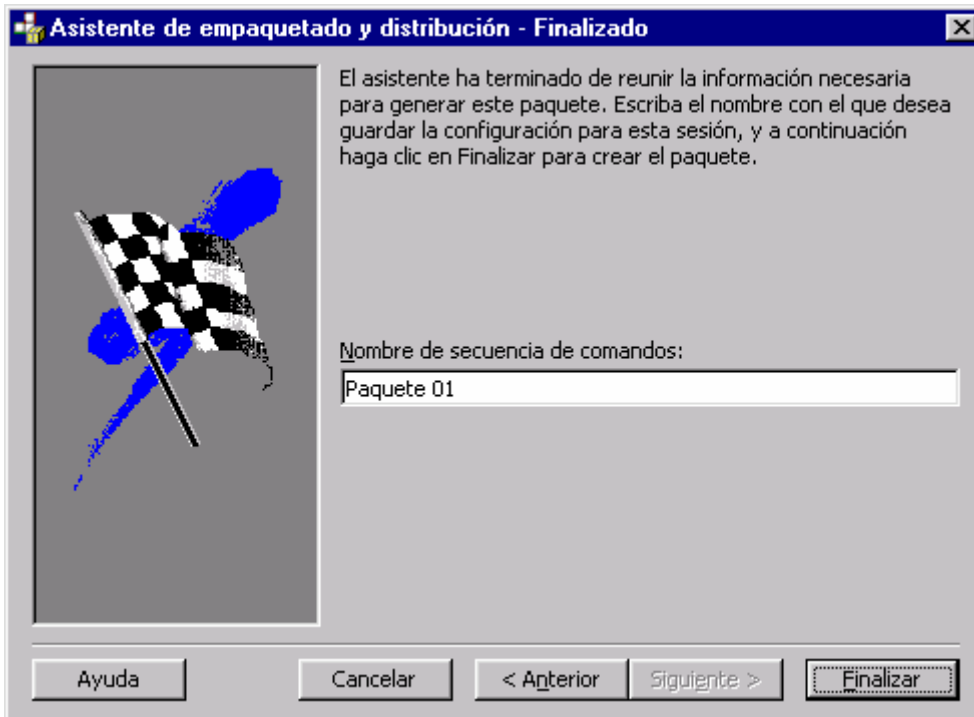 Asistente de empaquetado y distribución - Finalizado
El asistente ha terminado de reunir la información necesaria
para generar este paquete. Escriba el nombre con el que desea
guardar la configuración para esta sesión, y a continuación
haga clic en Finalizar para crear el paquete.
Nombre de secuencia de comandos:
Paquete 01
Ayuda
Cancelar
< Anterior
Siguiente >
Finalizar